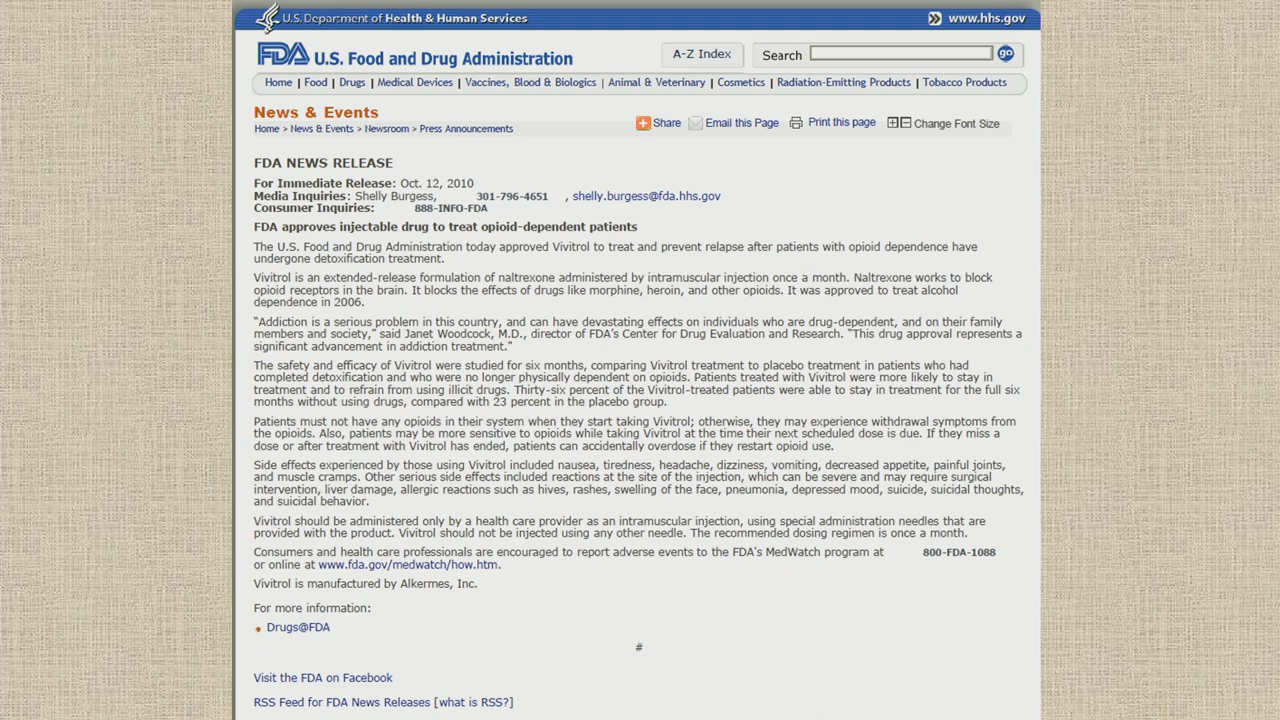 U.S. Department of Health & Human Services
www.hhs.gov
FDA U.S. Food and Drug Administration
A-Z Index
Search
go
Home | Food | Drugs | Medical Devices | Vaccines, Blood & Biologics | Animal & Veterinary | Cosmetics | Radiation-Emitting Products | Tobacco Products
News & Events
Home > News & Events > Newsroom > Press Announcements
Share Email this Page Print this page Change Font Size
FDA NEWS RELEASE
For Immediate Release: Oct. 12, 2010
Media Inquiries: Shelly Burgess, 301-796-4651 , shelly.burgess@fda.hhs.gov
Consumer Inquiries: 888-INFO-FDA
FDA approves injectable drug to treat opioid-dependent patients
The U.S. Food and Drug Administration today approved Vivitrol to treat and prevent relapse after patients with opioid dependence have
undergone detoxification treatment.
Vivitrol is an extended-release formulation of naltrexone administered by intramuscular injection once a month. Naltrexone works to block
opioid receptors in the brain. It blocks the effects of drugs like morphine, heroin, and other opioids. It was approved to treat alcohol
dependence in 2006.
“Addiction is a serious problem in this country, and can have devastating effects on individuals who are drug-dependent, and on their family
members and society,” said Janet Woodcock, M.D., director of FDA’s Center for Drug Evaluation and Research. “This drug approval represents a
significant advancement in addiction treatment.”
The safety and efficacy of Vivitrol were studied for six months, comparing Vivitrol treatment to placebo treatment in patients who had
completed detoxification and who were no longer physically dependent on opioids. Patients treated with Vivitrol were more likely to stay in
treatment and to refrain from using illicit drugs. Thirty-six percent of the Vivitrol-treated patients were able to stay in treatment for the full six
months without using drugs, compared with 23 percent in the placebo group.
Patients must not have any opioids in their system when they start taking Vivitrol; otherwise, they may experience withdrawal symptoms from
the opioids. Also, patients may be more sensitive to opioids while taking Vivitrol at the time their next scheduled dose is due. If they miss a
dose or after treatment with Vivitrol has ended, patients can accidentally overdose if they restart opioid use.
Side effects experienced by those using Vivitrol included nausea, tiredness, headache, dizziness, vomiting, decreased appetite, painful joints,
and muscle cramps. Other serious side effects included reactions at the site of the injection, which can be severe and may require surgical
intervention, liver damage, allergic reactions such as hives, rashes, swelling of the face, pneumonia, depressed mood, suicide, suicidal thoughts,
and suicidal behavior.
Vivitrol should be administered only by a health care provider as an intramuscular injection, using special administration needles that are
provided with the product. Vivitrol should not be injected using any other needle. The recommended dosing regimen is once a month.
Consumers and health care professionals are encouraged to report adverse events to the FDA’s MedWatch program at 800-FDA-1088
or online at www.fda.gov/medwatch/how.htm.
Vivitrol is manufactured by Alkermes, Inc.
For more information:
Drugs@FDA
#
Visit the FDA on Facebook
RSS Feed for FDA News Releases [what is RSS?]